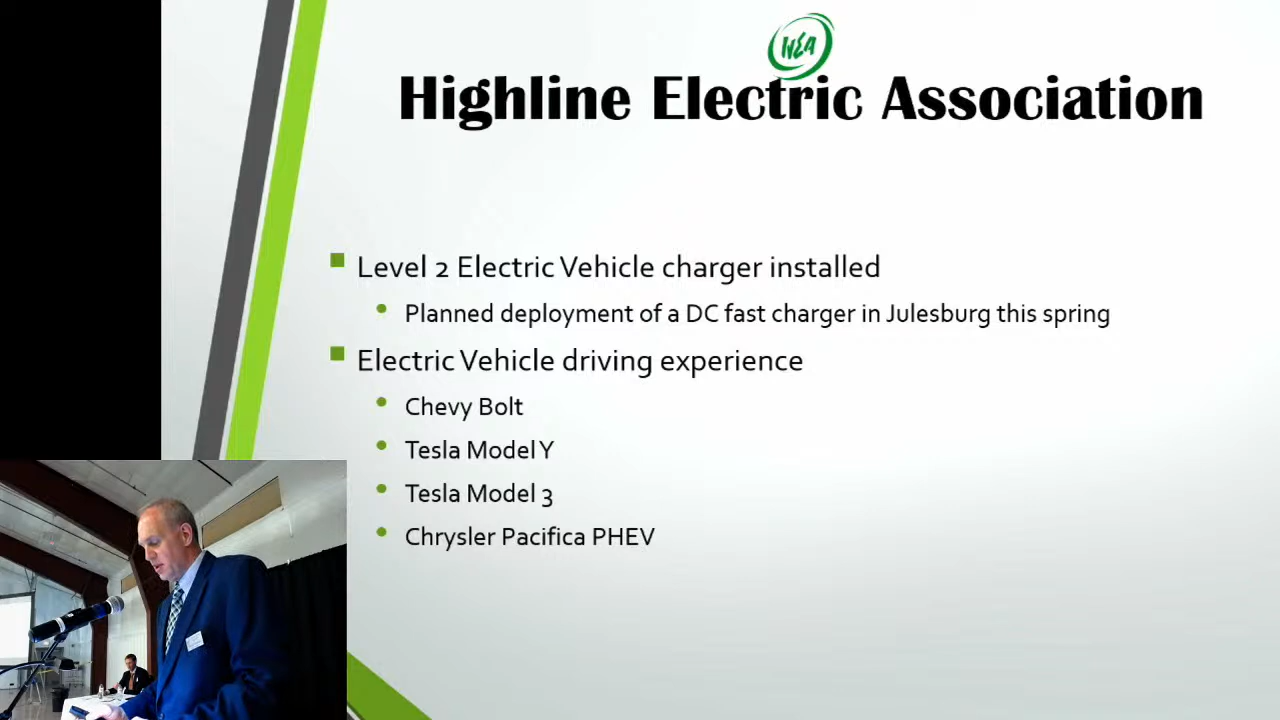 HEA
Highline Electric Association
Level 2 Electric Vehicle charger installed
Planned deployment of a DC fast charger in Julesburg this spring
Electric Vehicle driving experience
Chevy Bolt
Tesla Model Y
Tesla Model 3
Chrysler Pacifica PHEV